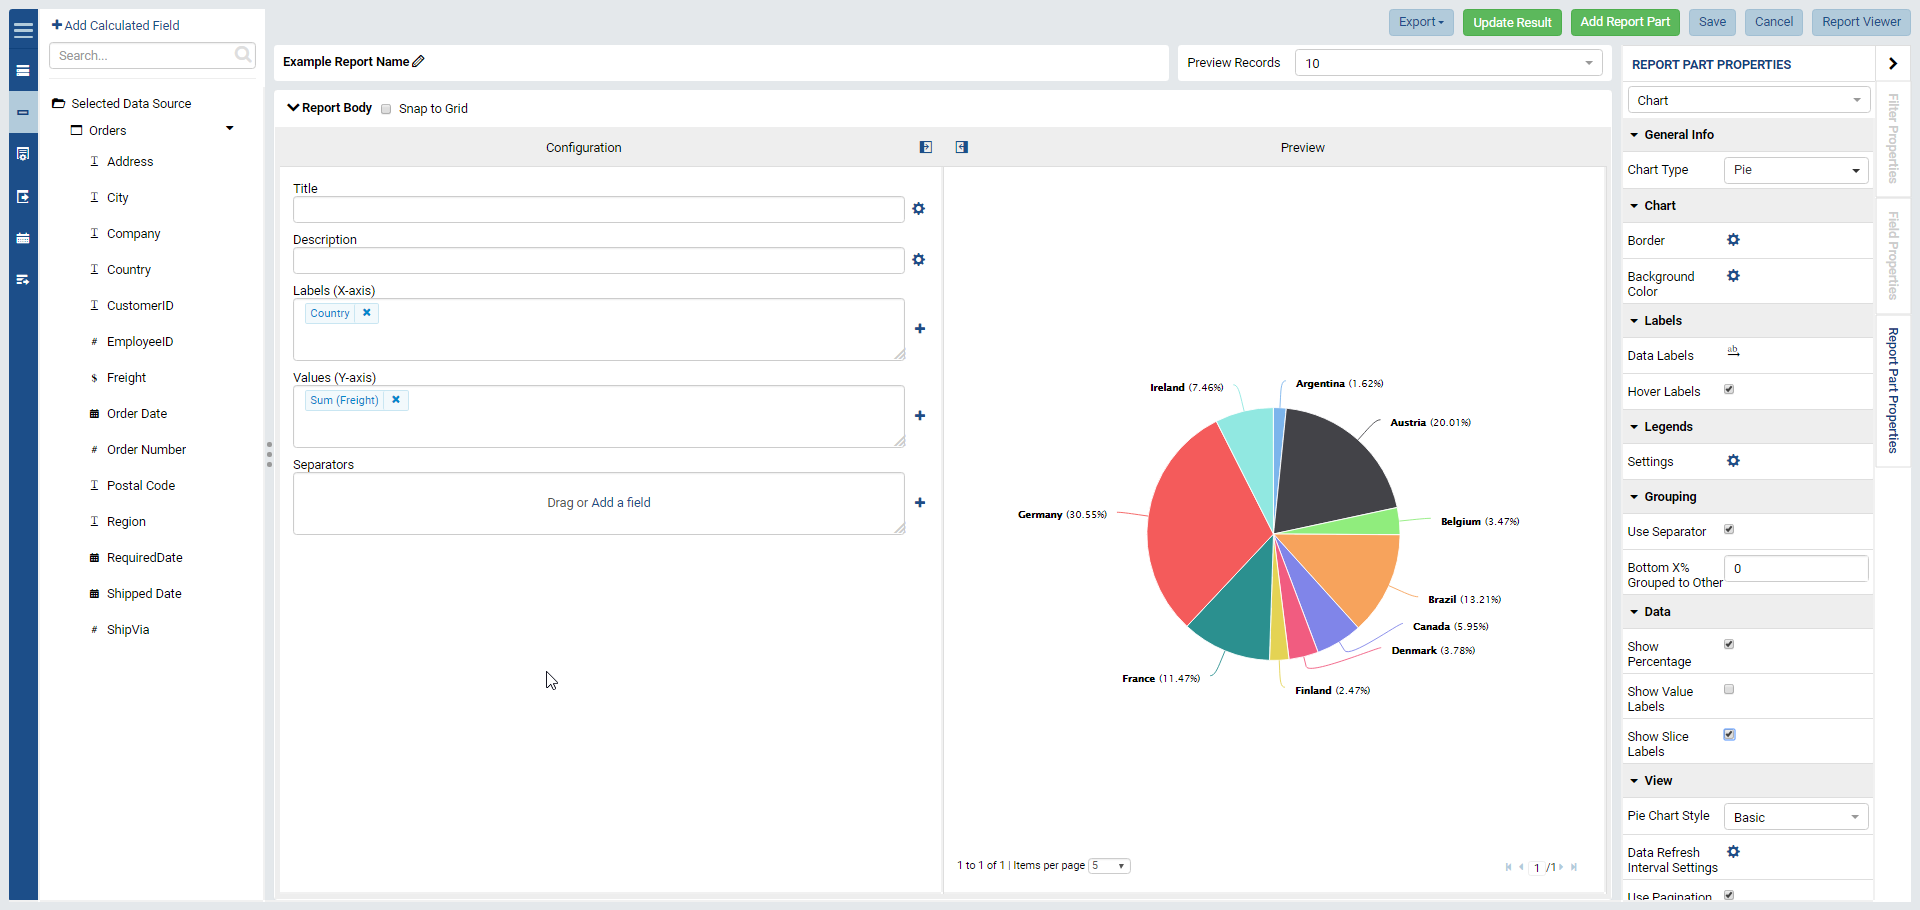 Add Calculated Field
Search...
Selected Data Source
Orders
Address
City
Company
Country
CustomerID
# EmployeeID
$ Freight
Order Date
# Order Number
Postal Code
Region
RequiredDate
Shipped Date
# ShipVia
Export
Update Result
Add Report Part
Save
Cancel
Report Viewer
Example Report Name
Preview Records
10
Report Body
Snap to Grid
Configuration
Title
Description
Labels (X-axis)
Country
Values (Y-axis)
Sum (Freight)
Separators
Drag or Add a field
Preview
Ireland (7.46%)
Argentina (1.62%)
Austria (20.01%)
Germany (30.55%)
Belgium (3.47%)
Brazil (13.21%)
Canada (5.95%)
Denmark (3.78%)
France (11.47%)
Finland (2.47%)
1 to 1 of 1 | Items per page 5
1 /1
REPORT PART PROPERTIES
Chart
General Info
Chart Type
Pie
Chart
Border
Background
Color
Labels
Data Labels
ab
Hover Labels
Legends
Settings
Grouping
Use Separator
Bottom X%
Grouped to Other
0
Data
Show
Percentage
Show Value
Labels
Show Slice
Labels
View
Pie Chart Style
Basic
Data Refresh
Interval Settings
Use Pagination
Filter Properties
Field Properties
Report Part Properties